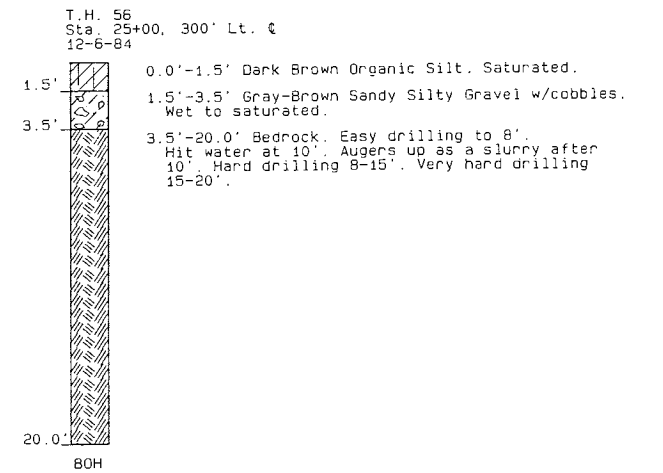 T.H. 56
Sta. 25+00, 300' Lt. ℄
12-6-84
0.0'-1.5' Dark Brown Organic Silt. Saturated.
1.5'
1.5'-3.5' Gray-Brown Sandy Silty Gravel w/cobbles.
Wet to saturated.
3.5'
3.5'-20.0' Bedrock. Easy drilling to 8'.
Hit water at 10'. Augers up as a slurry after
10'. Hard drilling 8-15'. Very hard drilling
15-20'.
20.0'
BOH